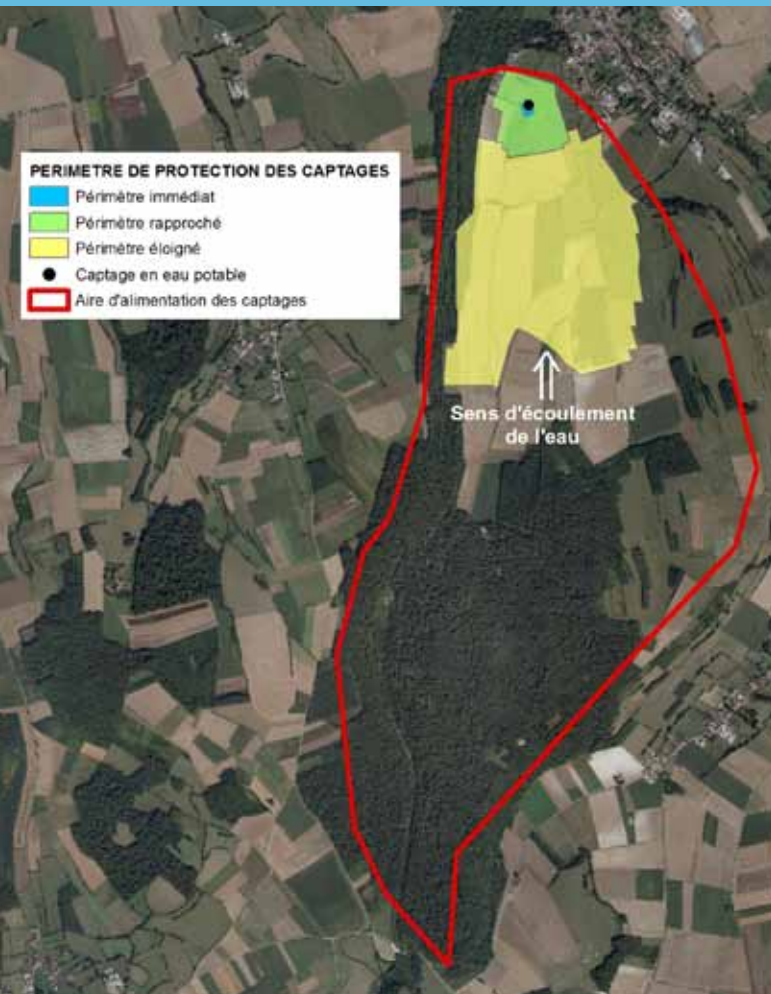 PERIMETRE DE PROTECTION DES CAPTAGES
Périmètre immédiat
Périmètre rapproché
Périmètre éloigné
Captage en eau potable
Aire d'alimentation des captages
Sens d'écoulement
de l'eau